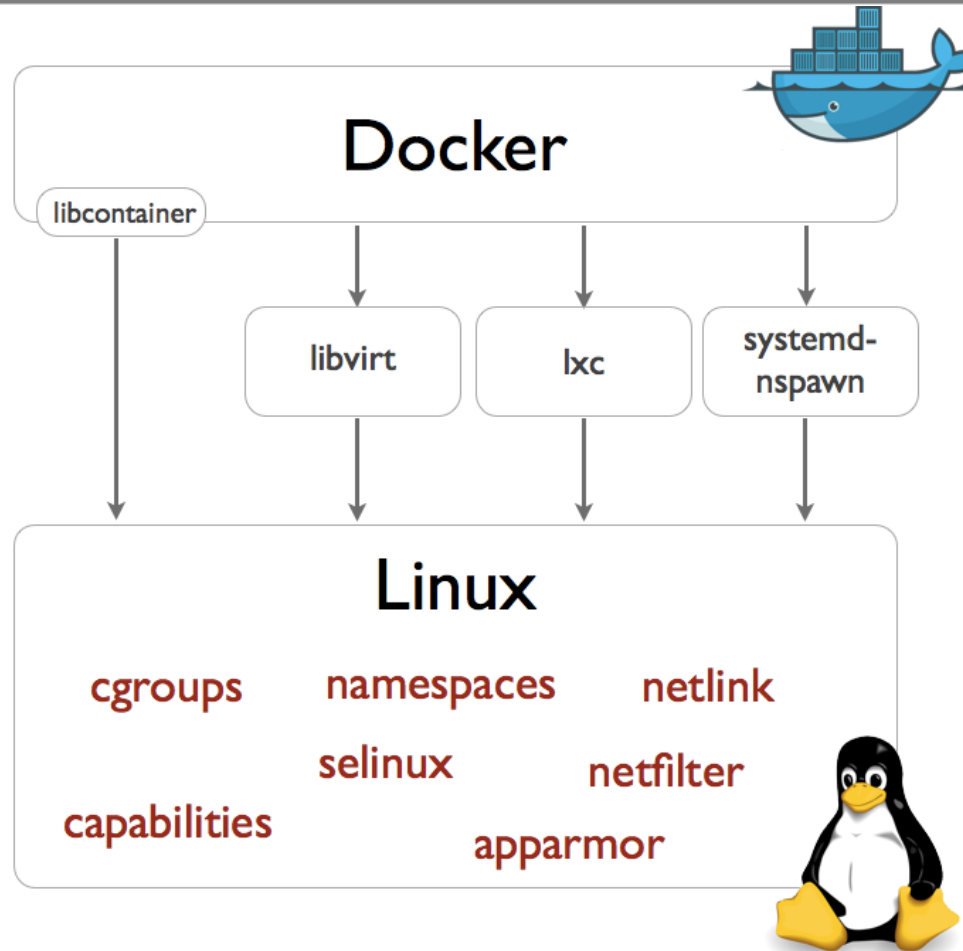 Docker
libcontainer
libvirt
lxc
systemd-
nspawn
Linux
cgroups
namespaces
netlink
selinux
netfilter
capabilities
apparmor